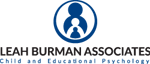 LEAH BURMAN ASSOCIATES
Child and Educational Psychology